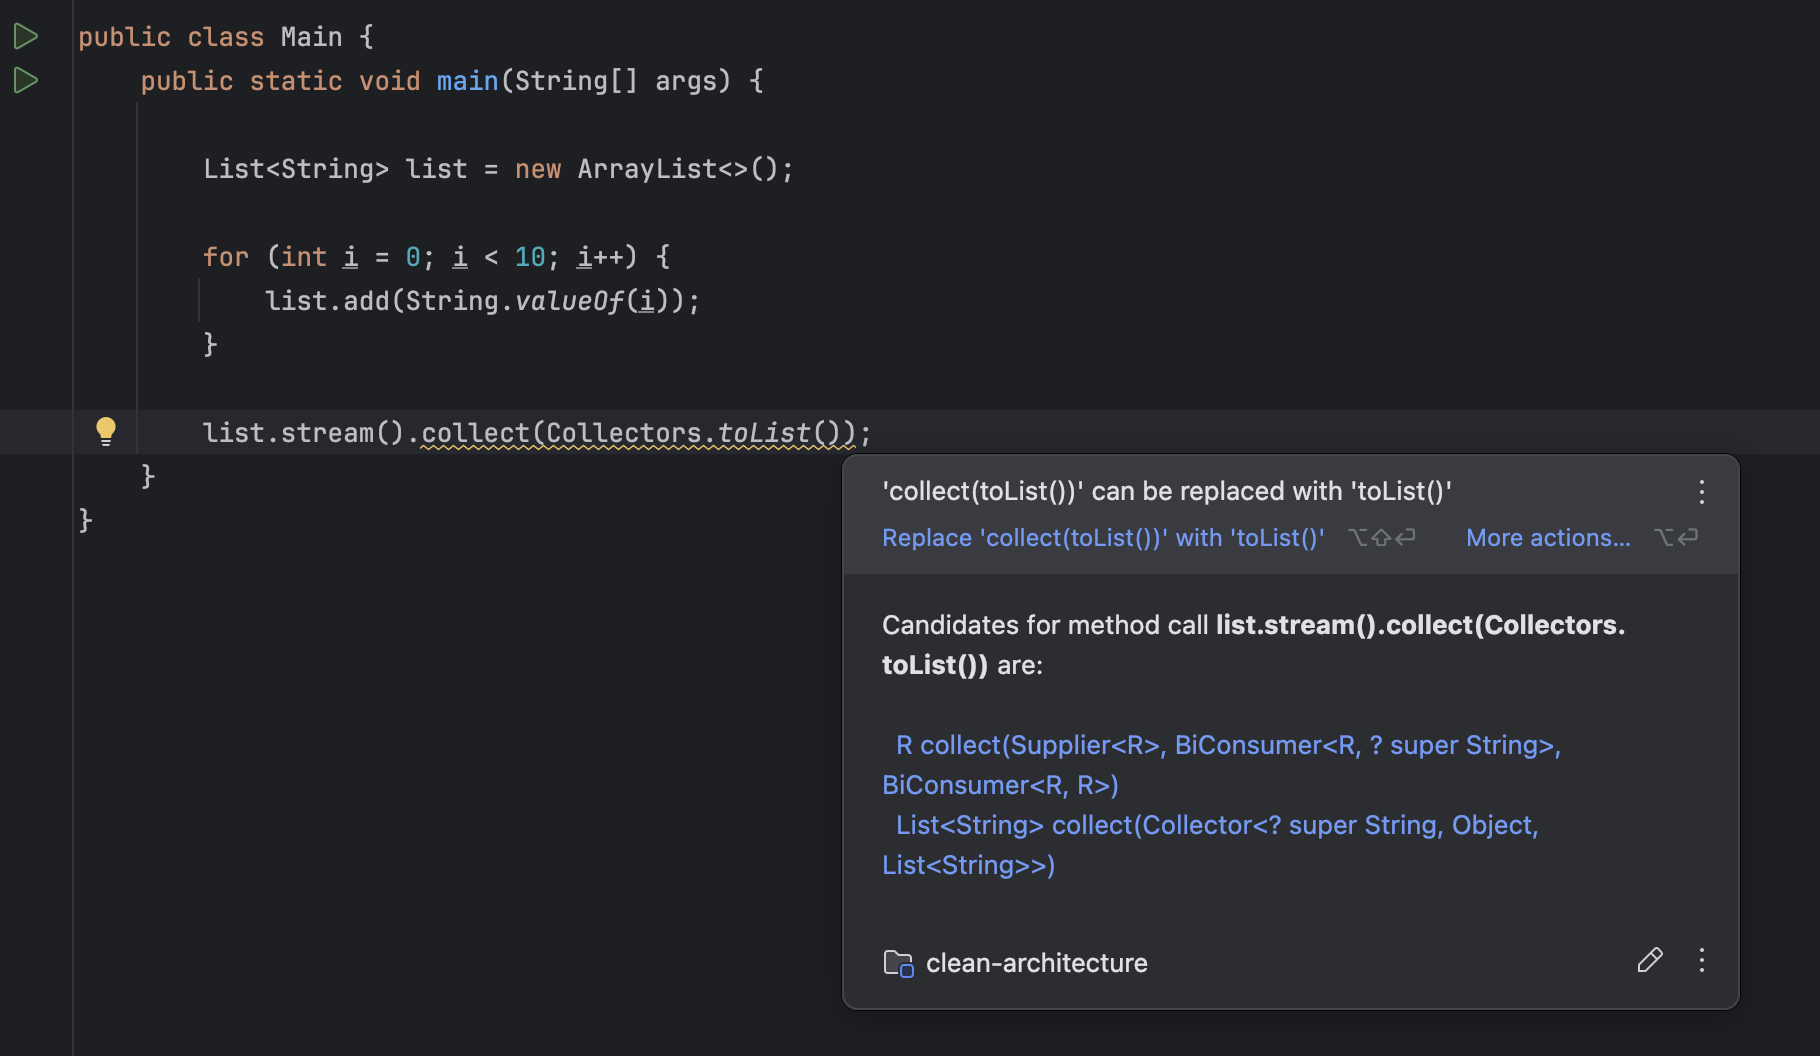 public class Main {
public static void main(String[] args) {
List<String> list = new ArrayList<>();
for (int i = 0; i < 10; i++) {
list.add(String.valueOf(i));
}
list.stream().collect(Collectors.toList());
}
}
'collect(toList())' can be replaced with 'toList()'
Replace 'collect(toList())' with 'toList()' ⌥⇧⏎ More actions... ⌥⏎
Candidates for method call list.stream().collect(Collectors.
toList()) are:
R collect(Supplier<R>, BiConsumer<R, ? super String>,
BiConsumer<R, R>)
List<String> collect(Collector<? super String, Object,
List<String>>)
clean-architecture